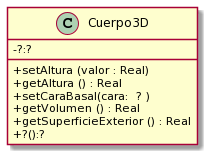 C Cuerpo3D
-?:?
+setAltura (valor : Real)
+getAltura () : Real
+setCaraBasal(cara: ? )
+getVolumen () : Real
+getSuperficieExterior () : Real
+?():?